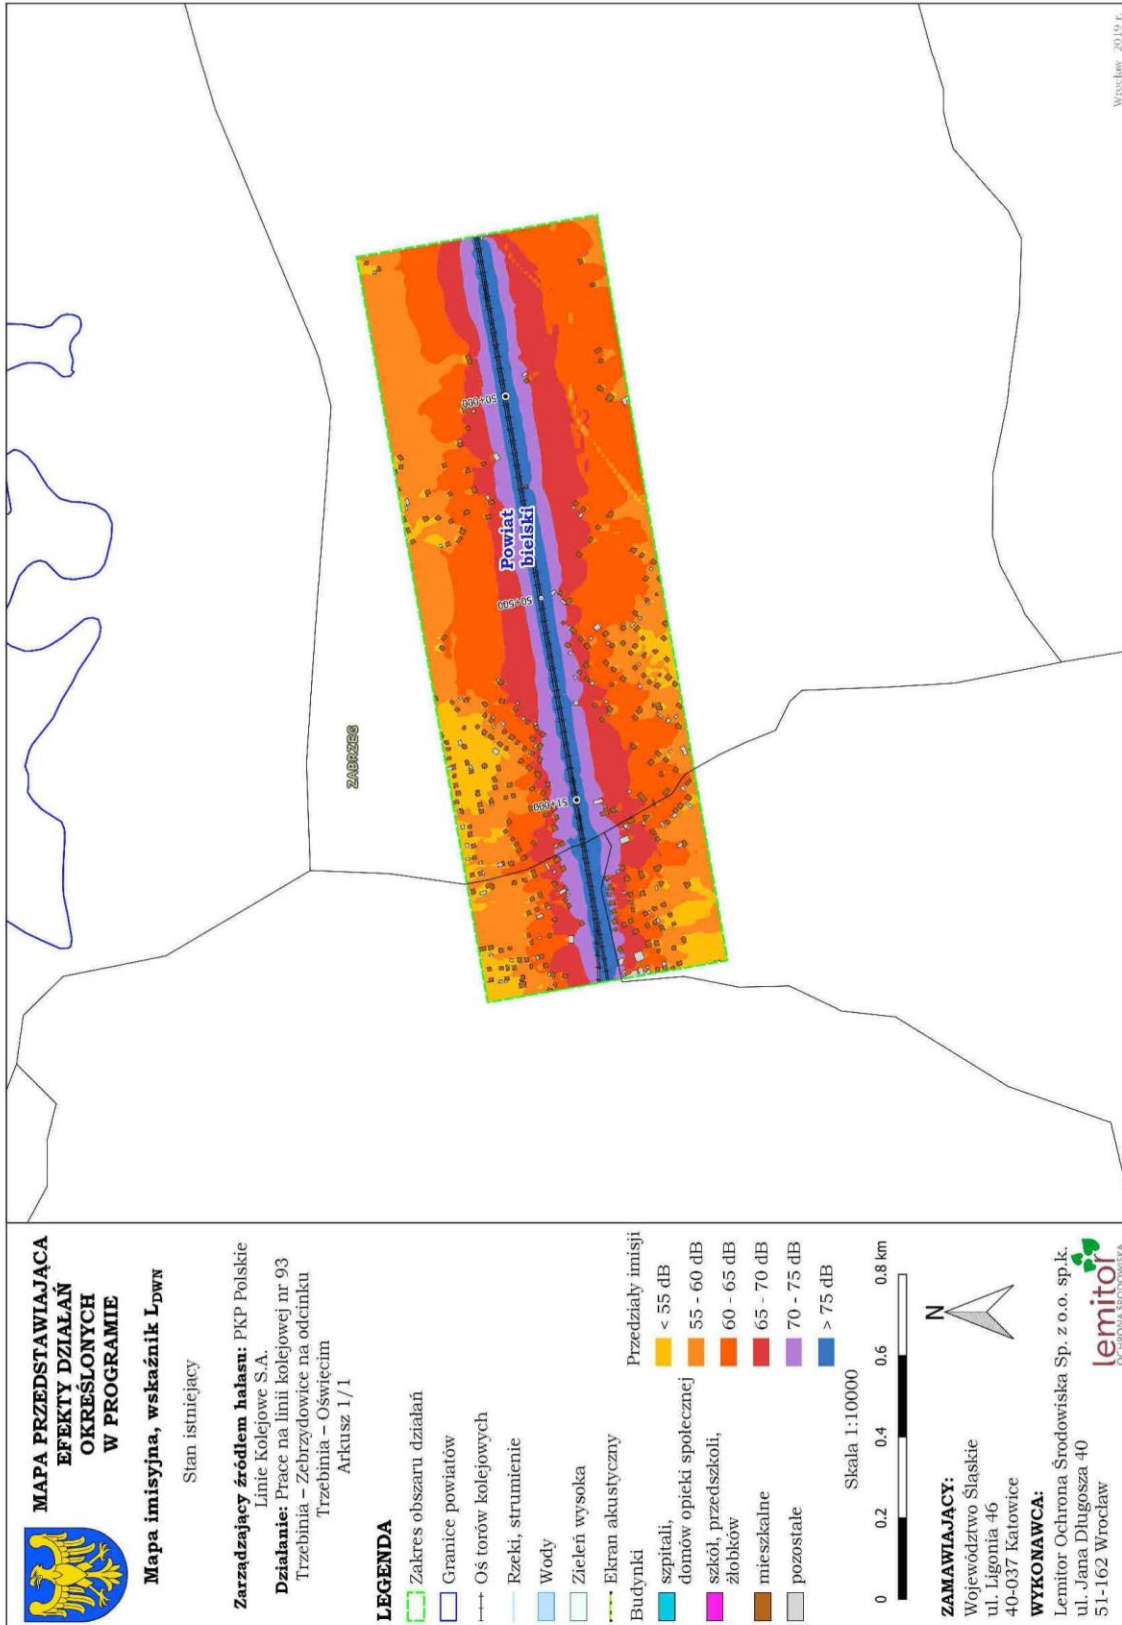 MAPA PRZEDSTAWIAJĄCA
EFEKTY DZIAŁAŃ
OKREŚLONYCH
W PROGRAMIE
Mapa imisyjna, wskaźnik LDWN
Stan istniejący
Zarządzający źródłem hałasu: PKP Polskie
Linie Kolejowe S.A.
Działanie: Prace na linii kolejowej nr 93
Trzebinia – Zebrzydowice na odcinku
Trzebinia – Oświęcim
Arkusz 1/1
LEGENDA
Zakres obszaru działań
Granice powiatów
Oś torów kolejowych
Rzeki, strumienie
Wody
Zieleń wysoka
Ekran akustyczny
Budynki
szpitali,
domów opieki społecznej
szkół, przedszkoli,
żłobków
mieszkalne
pozostałe
Przedziały imisji
< 55 dB
55 - 60 dB
60 - 65 dB
65 - 70 dB
70 - 75 dB
> 75 dB
Skala 1:10000
0 0.2 0.4 0.6 0.8 km
N
ZAMAWIAJĄCY:
Województwo Śląskie
ul. Ligonia 46
40-037 Katowice
WYKONAWCA:
Lemitor Ochrona Środowiska Sp. z o.o. sp.k.
ul. Jana Długosza 40
51-162 Wrocław
lemitor
OCHRONA ŚRODOWISKA
ZABRZEG
51+000
50+500
50+000
Powiat
bielski
Wrocław 2019 r.